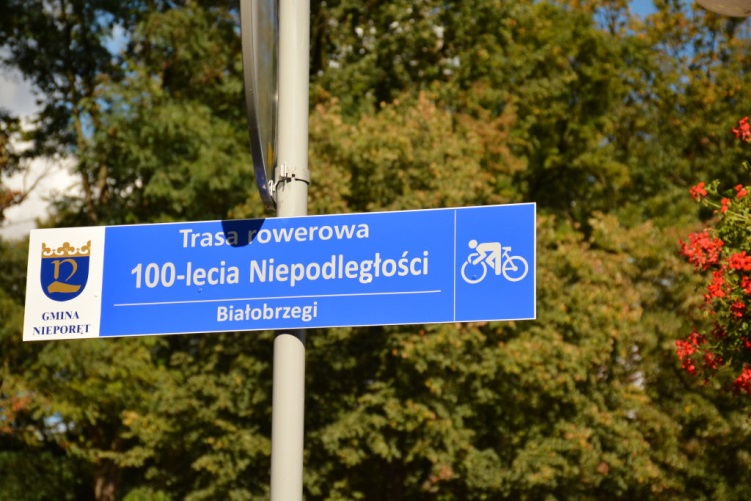 Trasa rowerowa
100-lecia Niepodległości
Białobrzegi
GMINA
NIEPORĘT